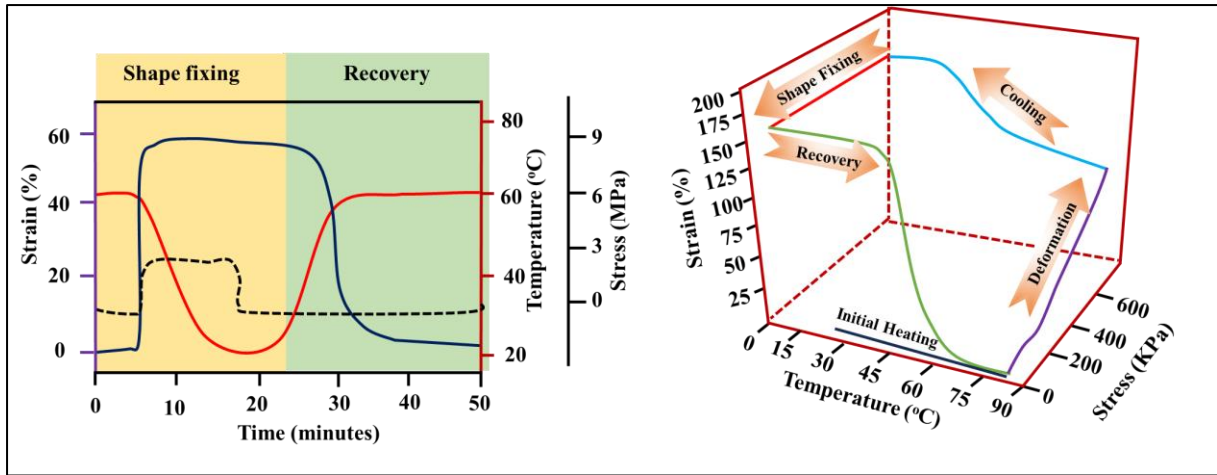 Shape fixing
Recovery
Strain (%)
60
40
20
0
80
60
40
20
Temperature (°C)
9
6
3
0
Stress (MPa)
0
10
20
30
40
50
Time (minutes)
Shape Fixing
Cooling
Recovery
Deformation
Initial Heating
Strain (%)
200
175
150
125
100
75
50
25
0
15
30
45
60
75
90
Temperature (°C)
0
200
400
600
Stress (KPa)